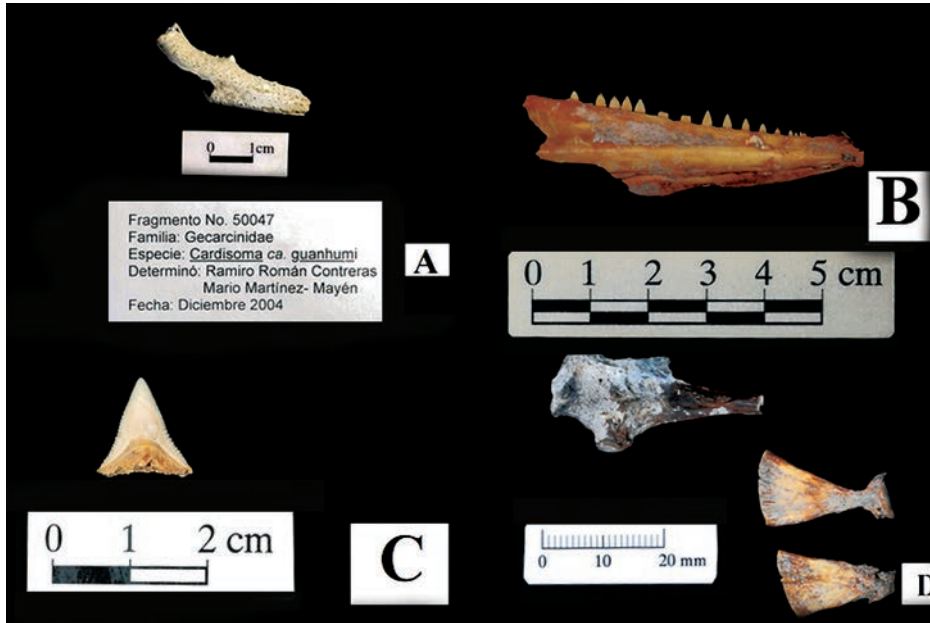 0 1cm
Fragmento No. 50047
Familia: Gecarcinidae
Especie: Cardisoma ca. guanhumi
Determinó: Ramiro Román Contreras
Mario Martínez- Mayén
Fecha: Diciembre 2004
A
B
0 1 2 3 4 5 cm
0 1 2 cm
C
0 10 20 mm
D